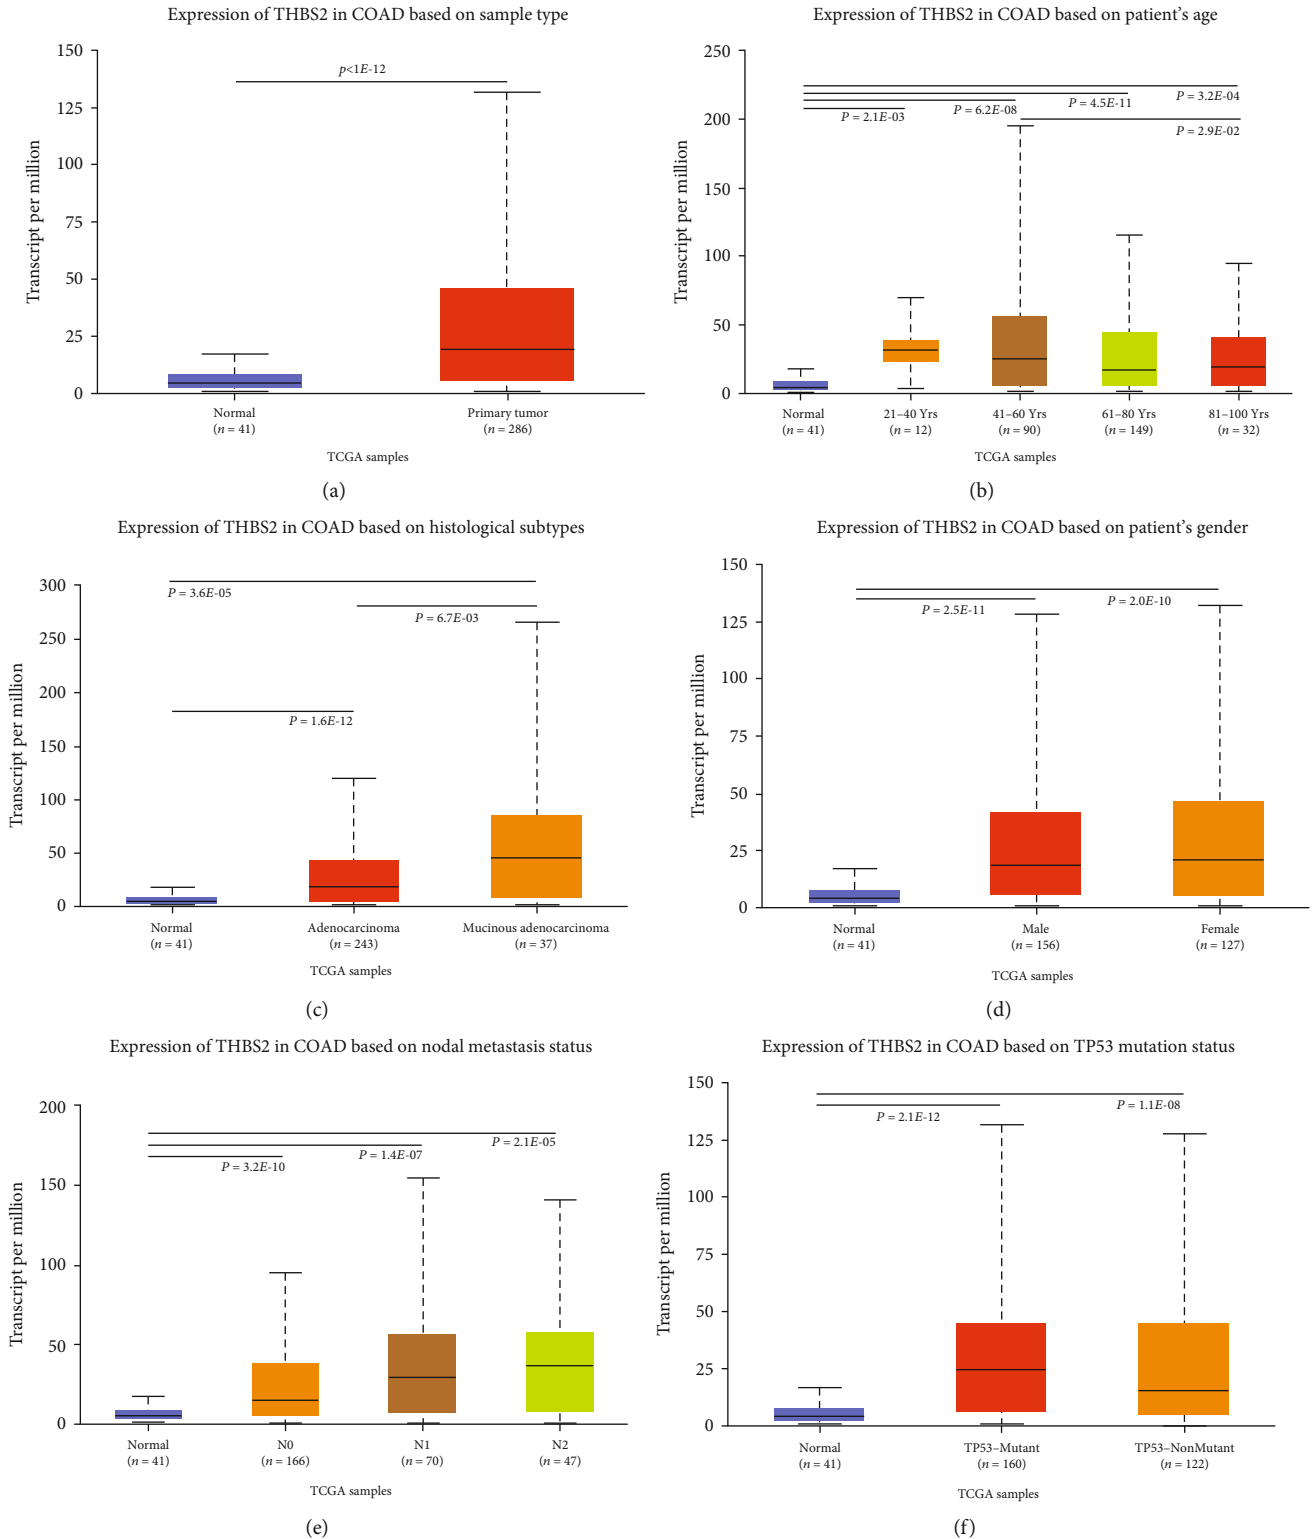 Expression of THBS2 in COAD based on sample type
150
125
100
75
50
25
0
Transcript per million
p<1E-12
Normal
(n = 41)
Primary tumor
(n = 286)
TCGA samples
(a)
Expression of THBS2 in COAD based on patient's age
250
200
150
100
50
0
Transcript per million
P = 3.2E-04
P = 4.5E-11
P = 6.2E-08
P = 2.1E-03
P = 2.9E-02
Normal
(n = 41)
21–40 Yrs
(n = 12)
41–60 Yrs
(n = 90)
61–80 Yrs
(n = 149)
81–100 Yrs
(n = 32)
TCGA samples
(b)
Expression of THBS2 in COAD based on histological subtypes
300
250
200
150
100
50
0
Transcript per million
P = 3.6E-05
P = 6.7E-03
P = 1.6E-12
Normal
(n = 41)
Adenocarcinoma
(n = 243)
Mucinous adenocarcinoma
(n = 37)
TCGA samples
(c)
Expression of THBS2 in COAD based on patient's gender
150
125
100
75
50
25
0
Transcript per million
P = 2.5E-11
P = 2.0E-10
Normal
(n = 41)
Male
(n = 156)
Female
(n = 127)
TCGA samples
(d)
Expression of THBS2 in COAD based on nodal metastasis status
200
150
100
50
0
Transcript per million
P = 2.1E-05
P = 1.4E-07
P = 3.2E-10
Normal
(n = 41)
N0
(n = 166)
N1
(n = 70)
N2
(n = 47)
TCGA samples
(e)
Expression of THBS2 in COAD based on TP53 mutation status
150
125
100
75
50
25
0
Transcript per million
P = 1.1E-08
P = 2.1E-12
Normal
(n = 41)
TP53–Mutant
(n = 160)
TP53–NonMutant
(n = 122)
TCGA samples
(f)